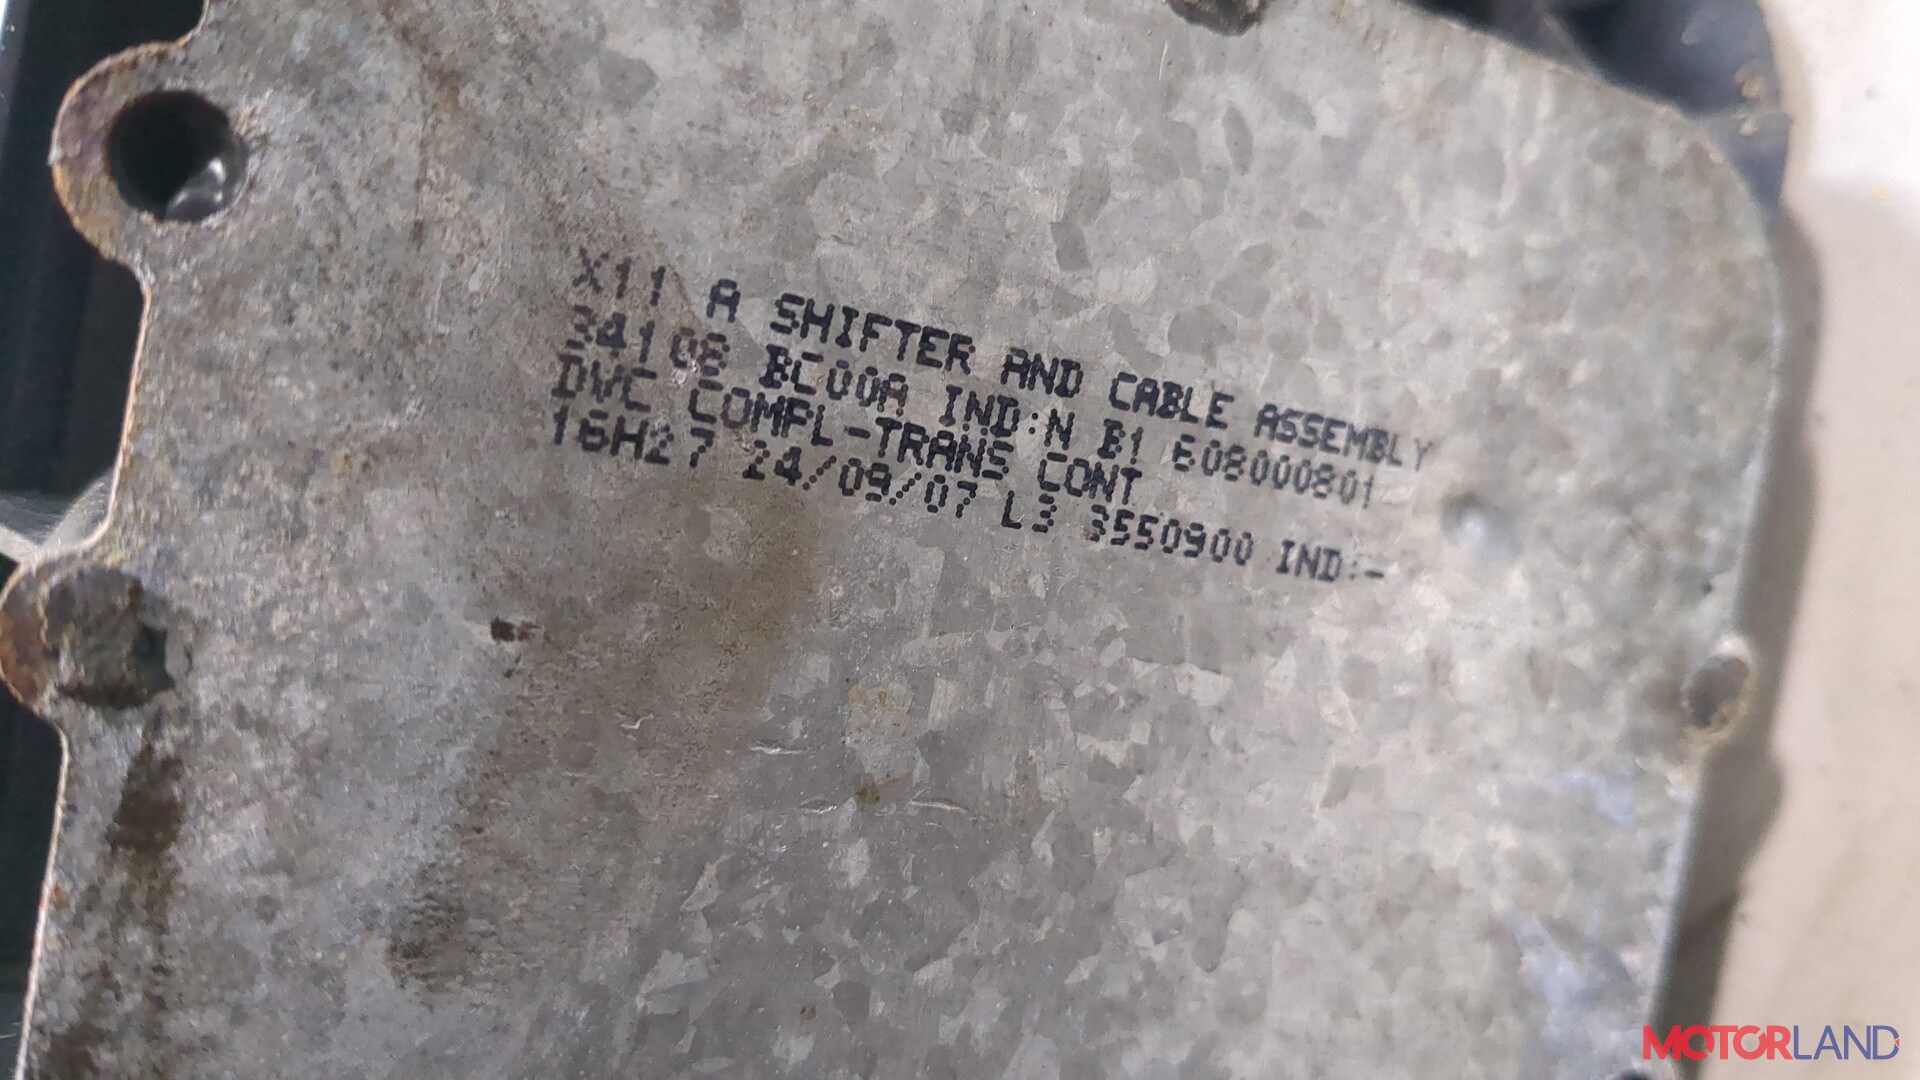 X11 A SHIFTER AND CABLE ASSEMBLY
34108 BC00A IND:N B1 608000801
DVC COMPL-TRANS CONT
16H27 24/09/07 L3 3550900 IND:-
MOTORLAND